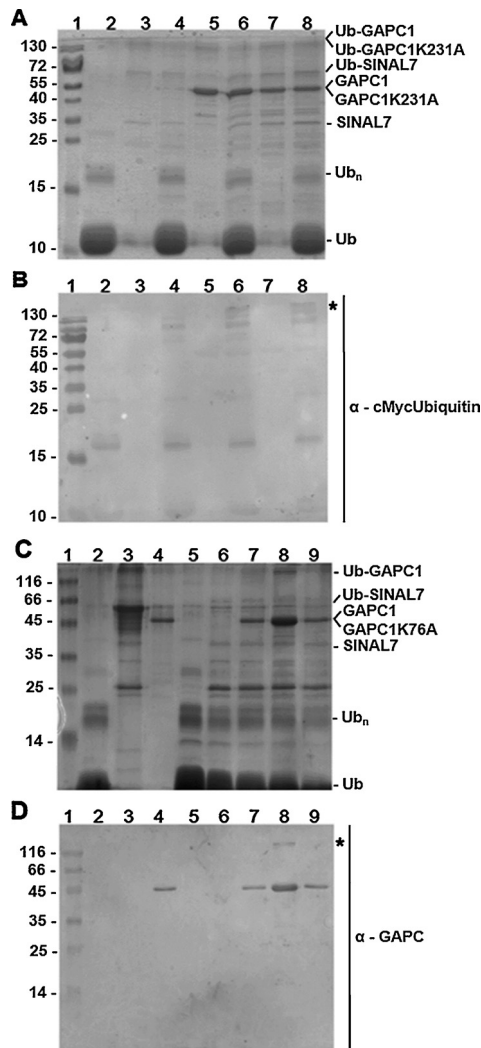 A
1 2 3 4 5 6 7 8
Ub-GAPC1
130 -
Ub-GAPC1K231A
72 -
Ub-SINAL7
55 -
GAPC1
40 -
GAPC1K231A
35 -
- SINAL7
25 -
- Ubn
15 -
- Ub
10 -
B
1 2 3 4 5 6 7 8
*
130 -
72 -
55 -
40 -
35 -
25 -
α - cMycUbiquitin
15 -
10 -
C
1 2 3 4 5 6 7 8 9
- Ub-GAPC1
116 -
66 -
Ub-SINAL7
GAPC1
45 -
GAPC1K76A
35 -
- SINAL7
25 -
- Ubn
14 -
- Ub
D
1 2 3 4 5 6 7 8 9
*
116 -
66 -
45 -
35 -
α - GAPC
25 -
14 -